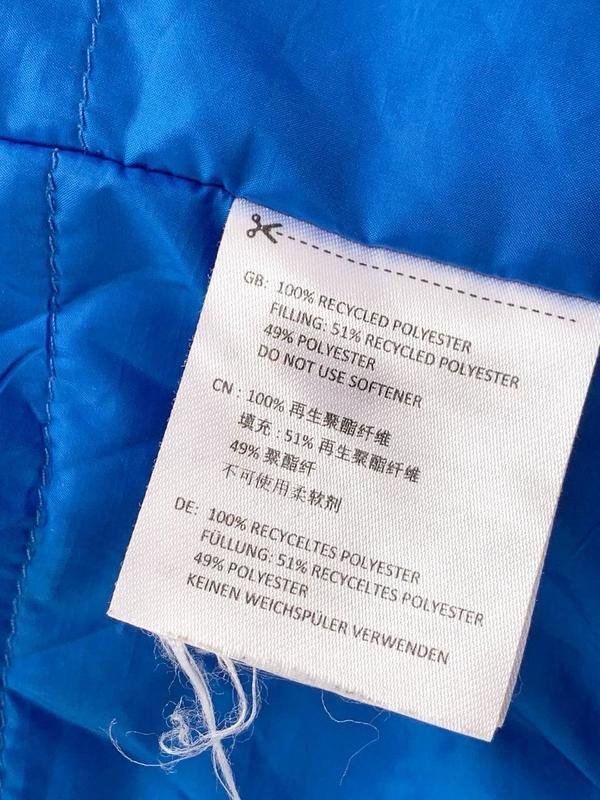 GB: 100% RECYCLED POLYESTER
FILLING: 51% RECYCLED POLYESTER
49% POLYESTER
DO NOT USE SOFTENER
CN : 100% 再生聚酯纤维
填充 : 51% 再生聚酯纤维
49% 聚酯纤
不可使用柔软剂
DE: 100% RECYCELTES POLYESTER
FÜLLUNG: 51% RECYCELTES POLYESTER
49% POLYESTER
KEINEN WEICHSPÜLER VERWENDEN